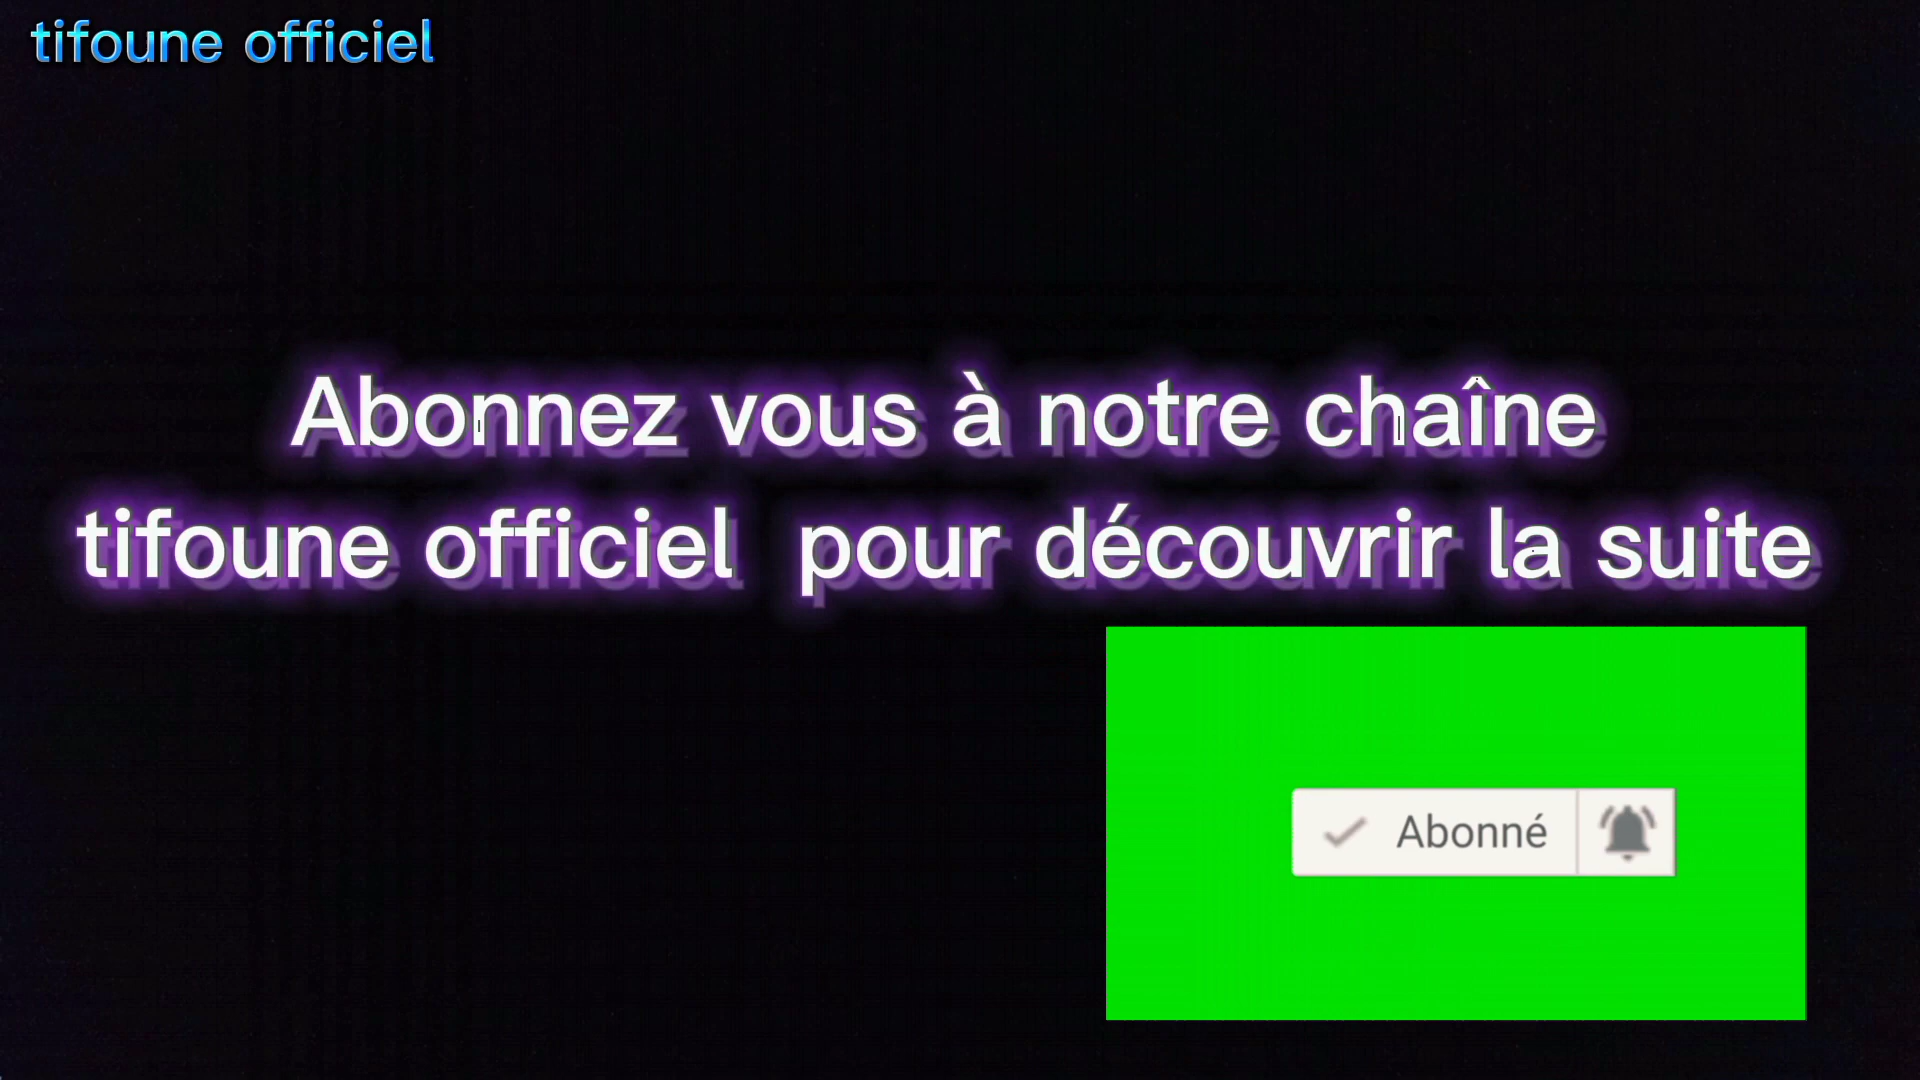 tifoune officiel
Abonnez vous à notre chaîne
tifoune officiel pour découvrir la suite
Abonné